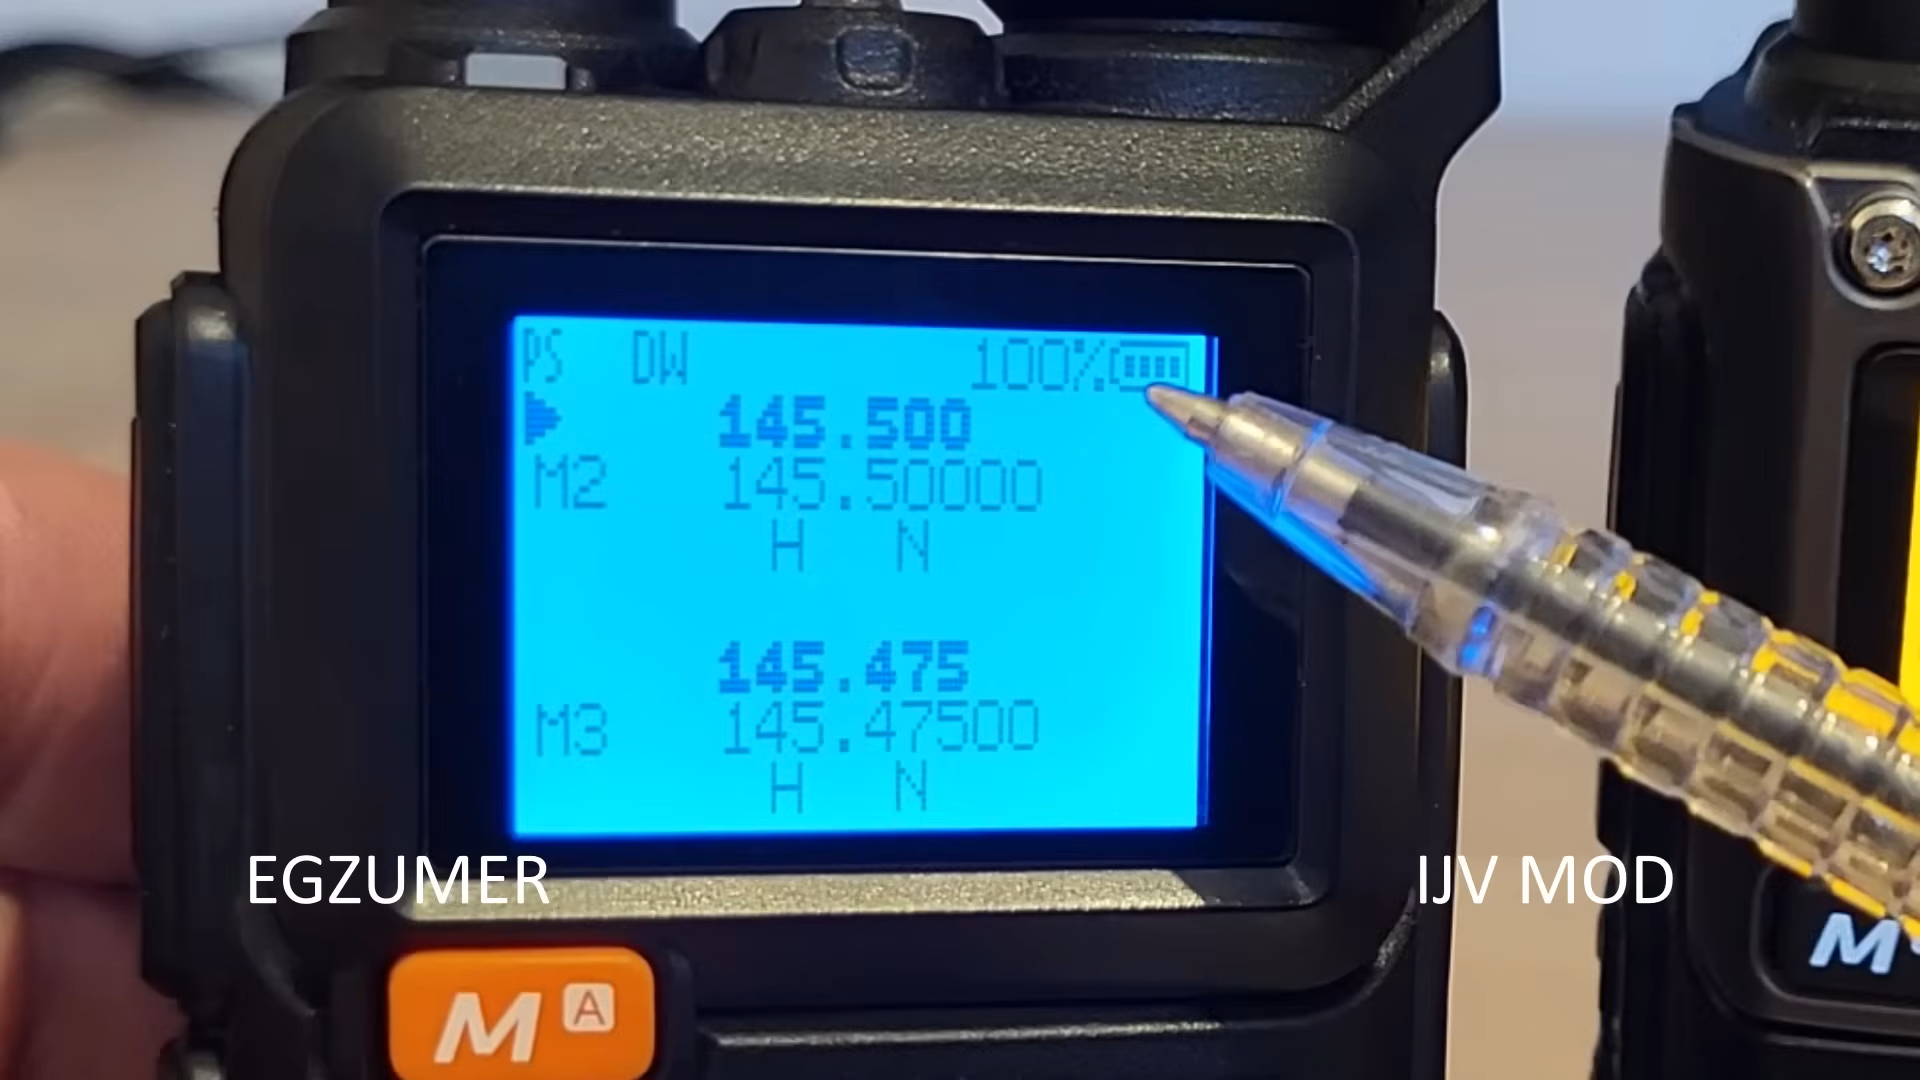 PS DW 100%
145.500
M2 145.50000
H N
145.475
M3 145.47500
H N
EGZUMER
IJV MOD
M A
M